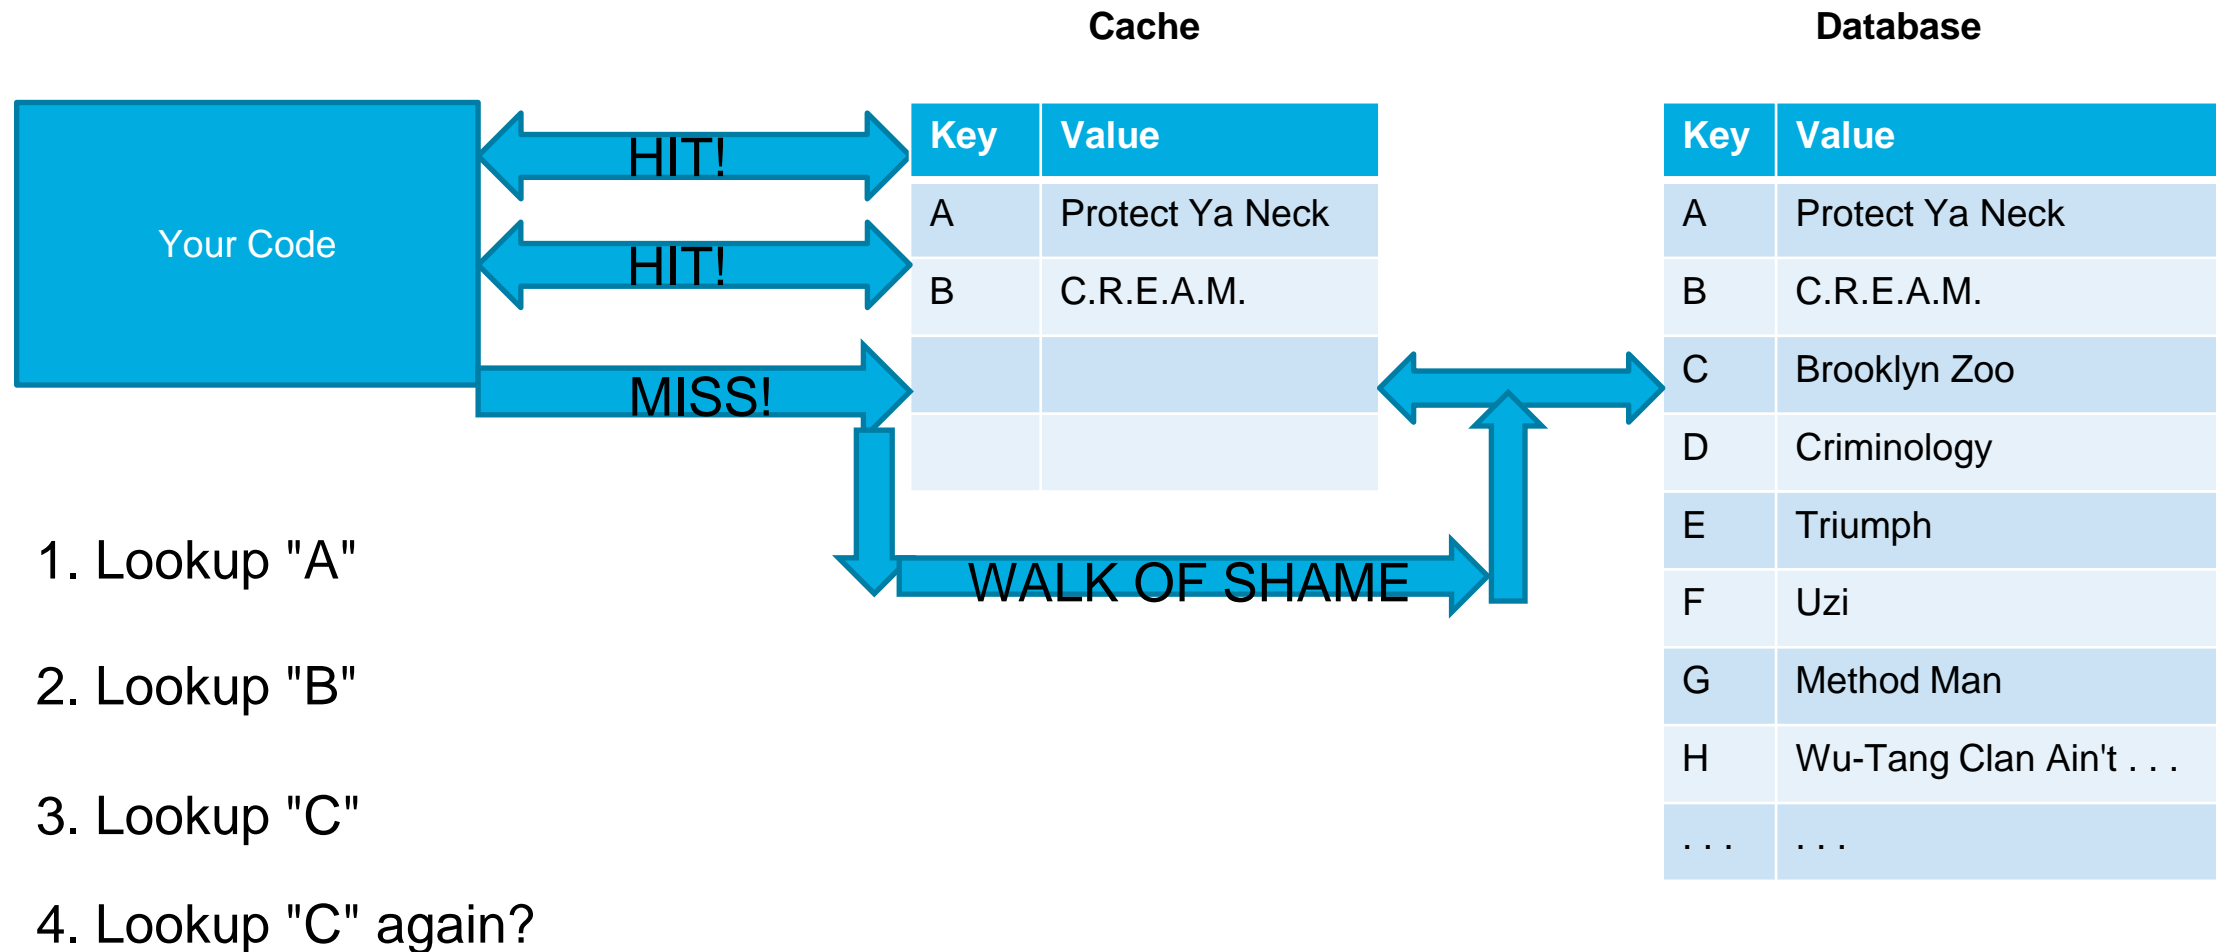 Cache
Database
Your Code
HIT!
HIT!
MISS!
WALK OF SHAME
Key Value
A Protect Ya Neck
B C.R.E.A.M.
Key Value
A Protect Ya Neck
B C.R.E.A.M.
C Brooklyn Zoo
D Criminology
E Triumph
F Uzi
G Method Man
H Wu-Tang Clan Ain't . . .
. . . . . .
1. Lookup "A"
2. Lookup "B"
3. Lookup "C"
4. Lookup "C" again?